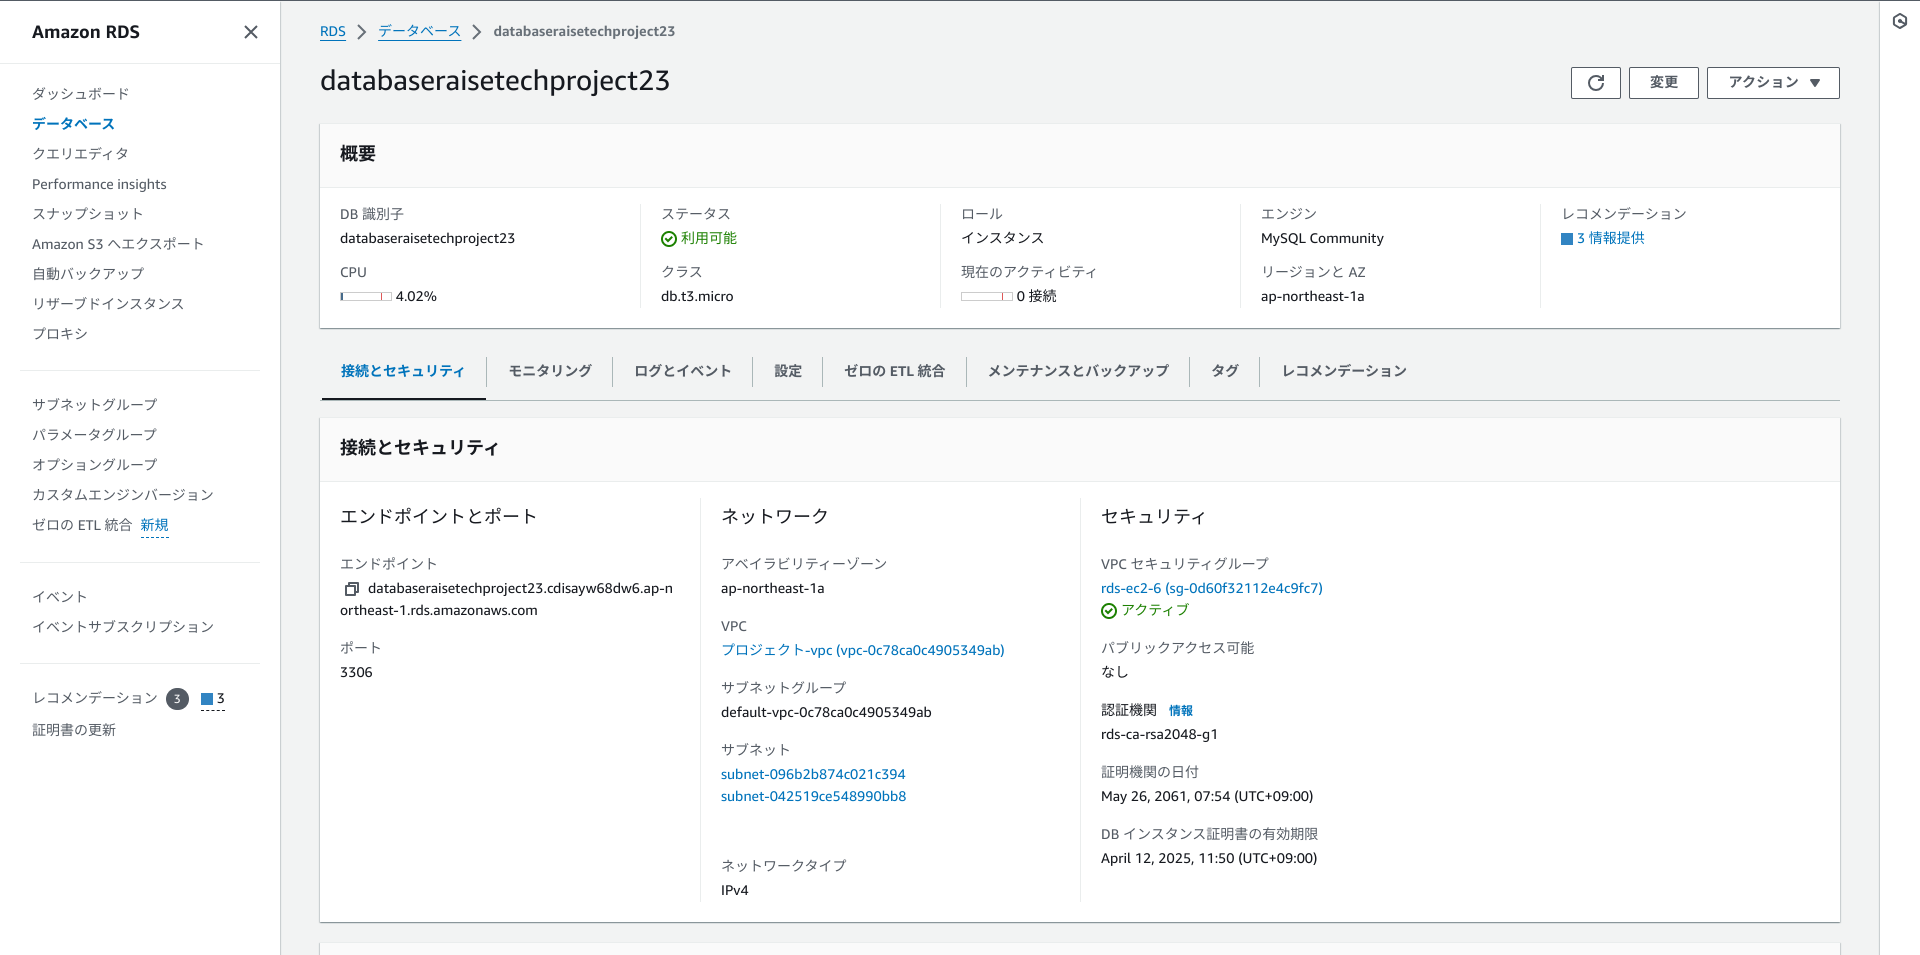 Amazon RDS
ダッシュボード
データベース
クエリエディタ
Performance insights
スナップショット
Amazon S3 へエクスポート
自動バックアップ
リザーブドインスタンス
プロキシ
サブネットグループ
パラメータグループ
オプショングループ
カスタムエンジンバージョン
ゼロの ETL 統合 新規
イベント
イベントサブスクリプション
レコメンデーション 3 3
証明書の更新
RDS データベース databaseraisetechproject23
databaseraisetechproject23
変更 アクション
概要
DB 識別子
databaseraisetechproject23
CPU
4.02%
ステータス
利用可能
クラス
db.t3.micro
ロール
インスタンス
現在のアクティビティ
0 接続
エンジン
MySQL Community
リージョンと AZ
ap-northeast-1a
レコメンデーション
3 情報提供
接続とセキュリティ モニタリング ログとイベント 設定 ゼロの ETL 統合 メンテナンスとバックアップ タグ レコメンデーション
接続とセキュリティ
エンドポイントとポート
エンドポイント
databaseraisetechproject23.cdisayw68dw6.ap-n
ortheast-1.rds.amazonaws.com
ポート
3306
ネットワーク
アベイラビリティーゾーン
ap-northeast-1a
VPC
プロジェクト-vpc (vpc-0c78ca0c4905349ab)
サブネットグループ
default-vpc-0c78ca0c4905349ab
サブネット
subnet-096b2b874c021c394
subnet-042519ce548990bb8
ネットワークタイプ
IPv4
セキュリティ
VPC セキュリティグループ
rds-ec2-6 (sg-0d60f32112e4c9fc7)
アクティブ
パブリックアクセス可能
なし
認証機関 情報
rds-ca-rsa2048-g1
証明機関の日付
May 26, 2061, 07:54 (UTC+09:00)
DB インスタンス証明書の有効期限
April 12, 2025, 11:50 (UTC+09:00)